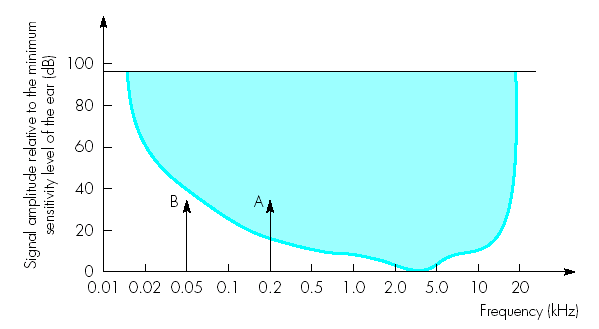 Signal amplitude relative to the minimum
sensitivity level of the ear (dB)
100
80
60
40
20
0
B
A
0.01 0.02 0.05 0.1 0.2 0.5 1.0 2.0 5.0 10 20
Frequency (kHz)